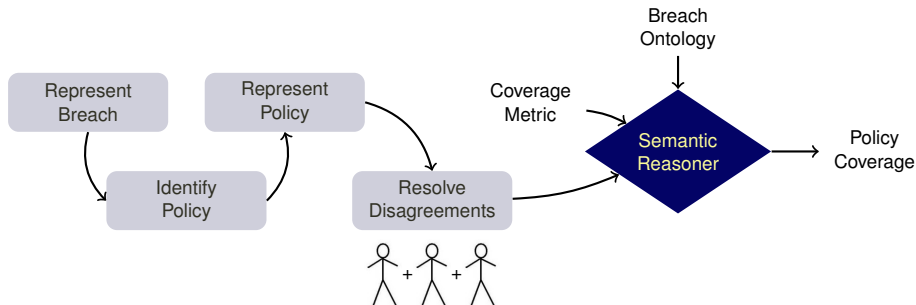 Represent
Breach
Identify
Policy
Represent
Policy
Resolve
Disagreements
+ +
Coverage
Metric
Breach
Ontology
Semantic
Reasoner
Policy
Coverage